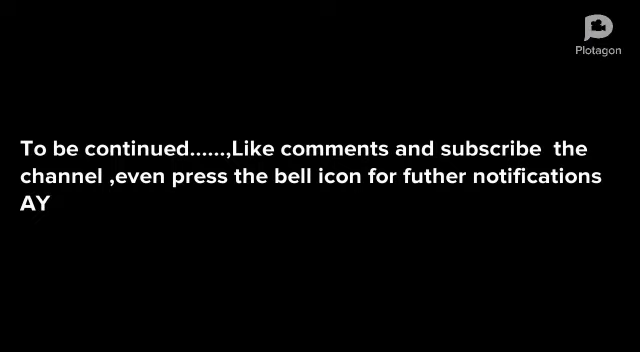 Plotagon
To be continued......,Like comments and subscribe  the
channel ,even press the bell icon for futher notifications
AY